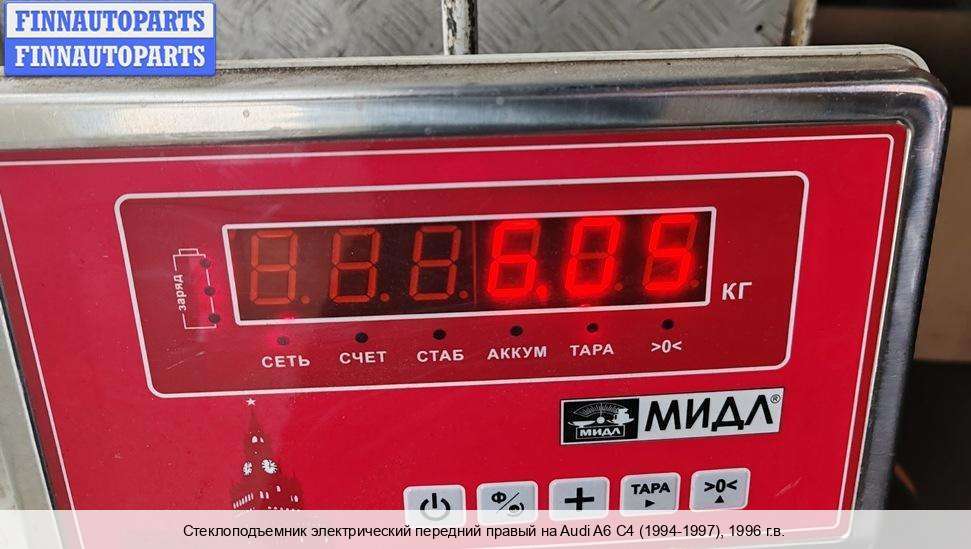 FINNAUTOPARTS
FINNAUTOPARTS
6.05
КГ
заряд
СЕТЬ СЧЕТ СТАБ АККУМ ТАРА >0<
МИДЛ МИДЛ®
Ф ТАРА >0<
Стеклоподъемник электрический передний правый на Audi A6 C4 (1994-1997), 1996 г.в.